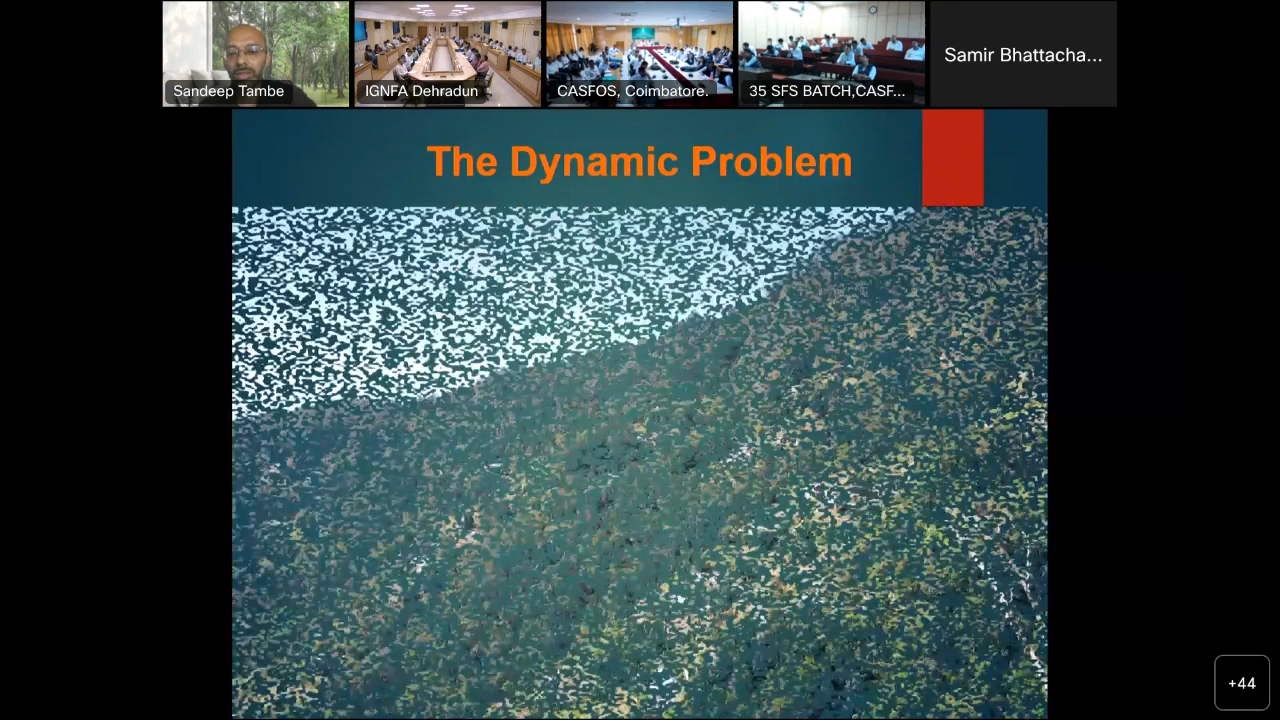 Sandeep Tambe
IGNFA Dehradun
CASFOS, Coimbatore.
35 SFS BATCH,CASF...
Samir Bhattacha...
The Dynamic Problem
+44